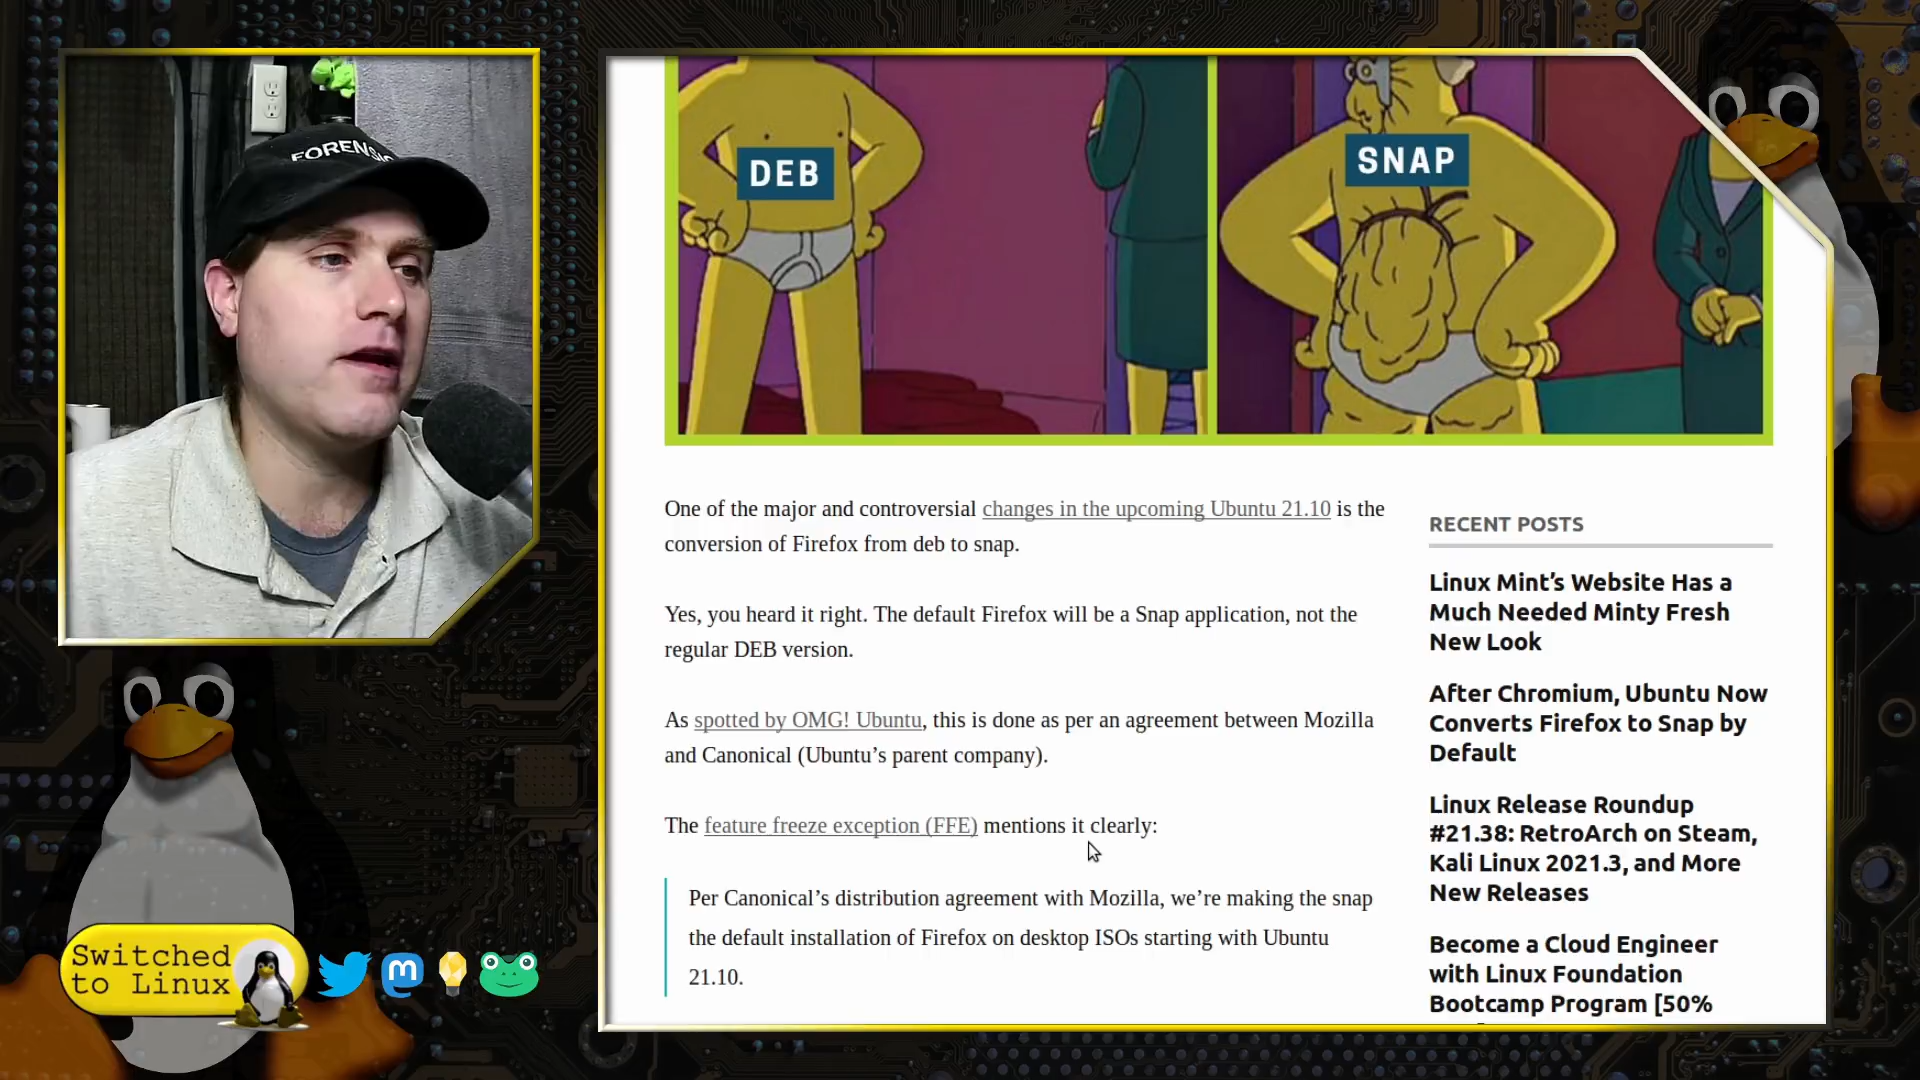 FORENSIC
DEB
SNAP
One of the major and controversial changes in the upcoming Ubuntu 21.10 is the
conversion of Firefox from deb to snap.
Yes, you heard it right. The default Firefox will be a Snap application, not the
regular DEB version.
As spotted by OMG! Ubuntu, this is done as per an agreement between Mozilla
and Canonical (Ubuntu’s parent company).
The feature freeze exception (FFE) mentions it clearly:
Per Canonical’s distribution agreement with Mozilla, we’re making the snap
the default installation of Firefox on desktop ISOs starting with Ubuntu
21.10.
RECENT POSTS
Linux Mint’s Website Has a
Much Needed Minty Fresh
New Look
After Chromium, Ubuntu Now
Converts Firefox to Snap by
Default
Linux Release Roundup
#21.38: RetroArch on Steam,
Kali Linux 2021.3, and More
New Releases
Become a Cloud Engineer
with Linux Foundation
Bootcamp Program [50%
Switched
to Linux